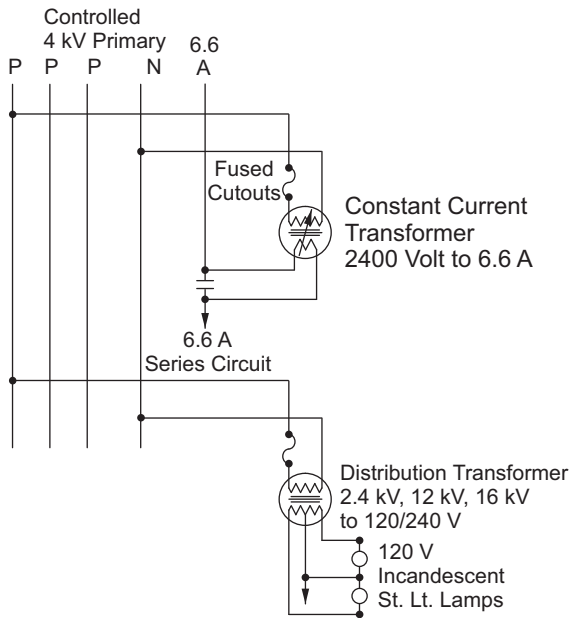 Controlled
4 kV Primary
6.6
A
P P P N
Fused
Cutouts
Constant Current
Transformer
2400 Volt to 6.6 A
6.6 A
Series Circuit
Distribution Transformer
2.4 kV, 12 kV, 16 kV
to 120/240 V
120 V
Incandescent
St. Lt. Lamps